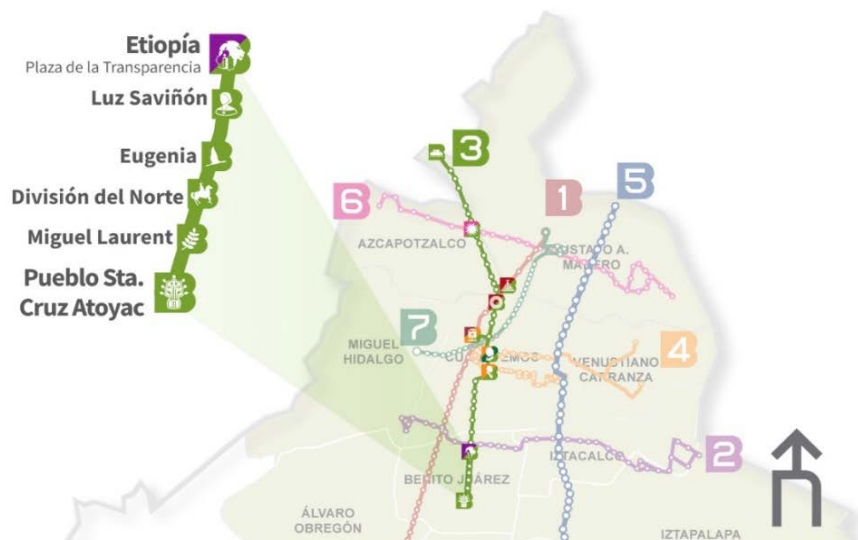 Etiopía
Plaza de la Transparencia
Luz Saviñón
Eugenia
División del Norte
Miguel Laurent
Pueblo Sta.
Cruz Atoyac
3
1
5
6
AZCAPOTZALCO
GUSTAVO A.
MADERO
7
MIGUEL
HIDALGO
4
VENUSTIANO
CARRANZA
IZTACALCO
2
BENITO JUÁREZ
ÁLVARO
OBREGÓN
IZTAPALAPA